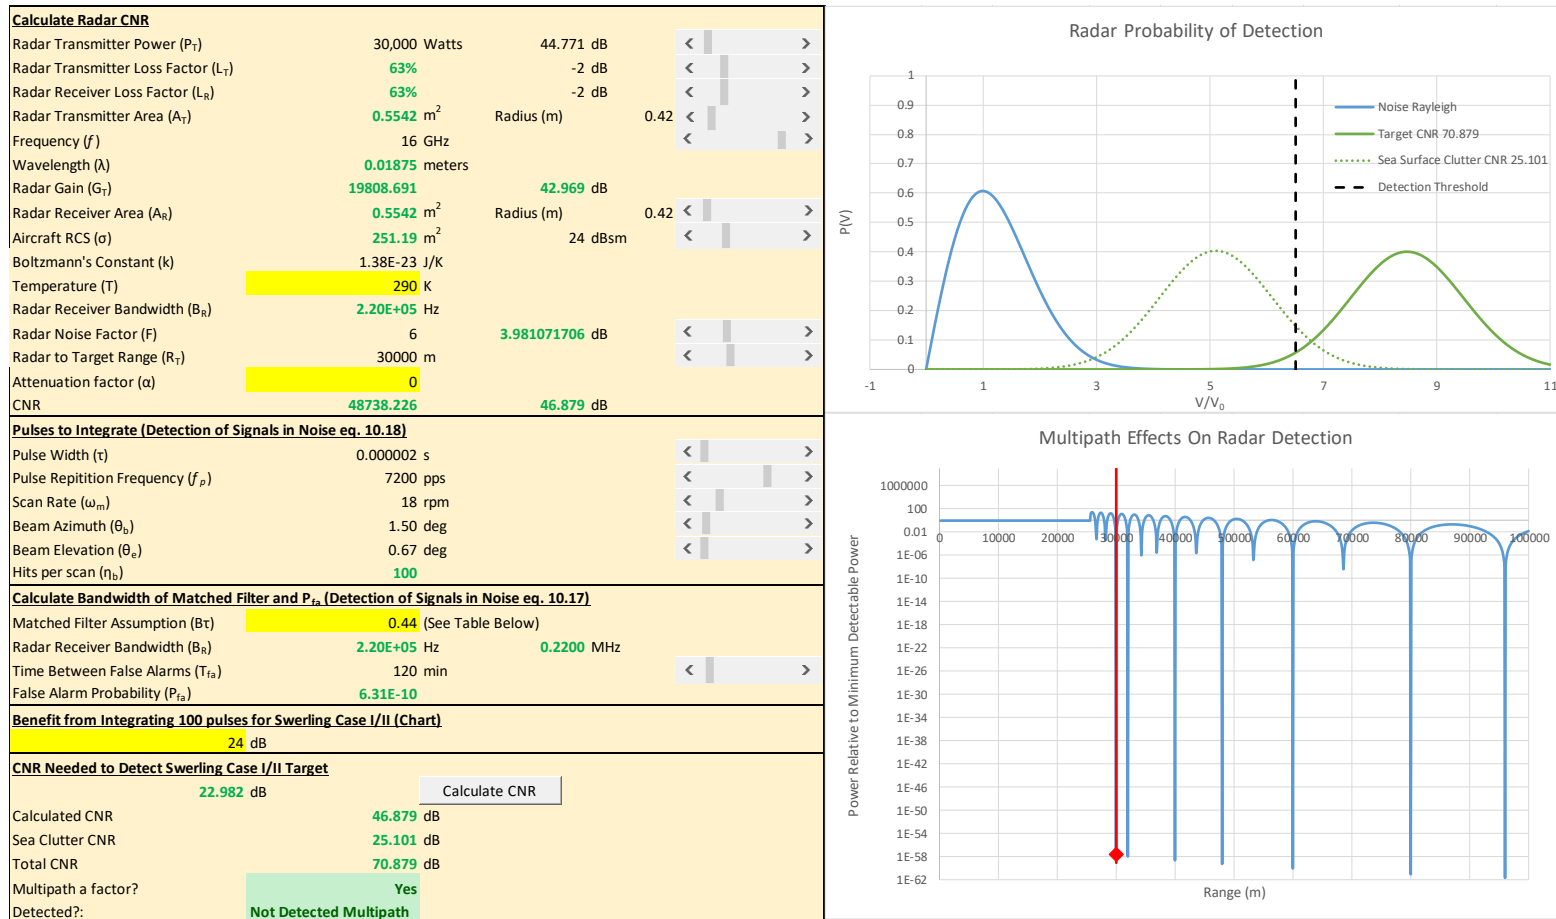 Calculate Radar CNR
Radar Transmitter Power (PT) 30,000 Watts 44.771 dB
Radar Transmitter Loss Factor (LT) 63% -2 dB
Radar Receiver Loss Factor (LR) 63% -2 dB
Radar Transmitter Area (AT) 0.5542 m2 Radius (m) 0.42
Frequency (f) 16 GHz
Wavelength (λ) 0.01875 meters
Radar Gain (GT) 19808.691 42.969 dB
Radar Receiver Area (AR) 0.5542 m2 Radius (m) 0.42
Aircraft RCS (σ) 251.19 m2 24 dBsm
Boltzmann's Constant (k) 1.38E-23 J/K
Temperature (T) 290 K
Radar Receiver Bandwidth (BR) 2.20E+05 Hz
Radar Noise Factor (F) 6 3.981071706 dB
Radar to Target Range (RT) 30000 m
Attenuation factor (α) 0
CNR 48738.226 46.879 dB
Pulses to Integrate (Detection of Signals in Noise eq. 10.18)
Pulse Width (τ) 0.000002 s
Pulse Repitition Frequency (fp) 7200 pps
Scan Rate (ωm) 18 rpm
Beam Azimuth (θb) 1.50 deg
Beam Elevation (θe) 0.67 deg
Hits per scan (ηb) 100
Calculate Bandwidth of Matched Filter and Pfa (Detection of Signals in Noise eq. 10.17)
Matched Filter Assumption (Bτ) 0.44 (See Table Below)
Radar Receiver Bandwidth (BR) 2.20E+05 Hz 0.2200 MHz
Time Between False Alarms (Tfa) 120 min
False Alarm Probability (Pfa) 6.31E-10
Benefit from Integrating 100 pulses for Swerling Case I/II (Chart)
24 dB
CNR Needed to Detect Swerling Case I/II Target
22.982 dB Calculate CNR
Calculated CNR 46.879 dB
Sea Clutter CNR 25.101 dB
Total CNR 70.879 dB
Multipath a factor? Yes
Detected?: Not Detected Multipath
Radar Probability of Detection
P(V)
1
0.9
0.8
0.7
0.6
0.5
0.4
0.3
0.2
0.1
0
-1 1 3 5 7 9 11
V/V0
Noise Rayleigh
Target CNR 70.879
Sea Surface Clutter CNR 25.101
Detection Threshold
Multipath Effects On Radar Detection
Power Relative to Minimum Detectable Power
1000000
100
0.01
1E-06
1E-10
1E-14
1E-18
1E-22
1E-26
1E-30
1E-34
1E-38
1E-42
1E-46
1E-50
1E-54
1E-58
1E-62
0 10000 20000 30000 40000 50000 60000 70000 80000 90000 100000
Range (m)